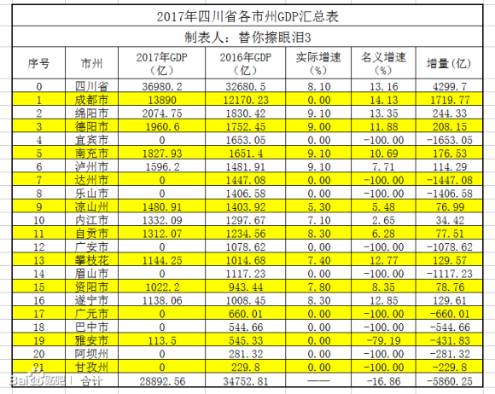 2017年四川省各市州GDP汇总表
制表人：替你擦眼泪3
序号 市州 2017年GDP（亿） 2016年GDP（亿） 实际增速（%） 名义增速（%） 增量(亿)
0 四川省 36980.2 32680.5 8.10 13.16 4299.7
1 成都市 13890 12170.23 0.00 14.13 1719.77
2 绵阳市 2074.75 1830.42 9.10 13.35 244.33
3 德阳市 1960.6 1752.45 9.00 11.88 208.15
4 宜宾市 0 1653.05 0.00 -100.00 -1653.05
5 南充市 1827.93 1651.4 9.10 10.69 176.53
6 泸州市 1596.2 1481.91 9.10 7.71 114.29
7 达州市 0 1447.08 0.00 -100.00 -1447.08
8 乐山市 0 1406.58 0.00 -100.00 -1406.58
9 凉山州 1480.91 1403.92 5.30 5.48 76.99
10 内江市 1332.09 1297.67 7.10 2.65 34.42
11 自贡市 1312.07 1234.56 8.30 6.28 77.51
12 广安市 0 1078.62 0.00 -100.00 -1078.62
13 攀枝花 1144.25 1014.68 7.40 12.77 129.57
14 眉山市 0 1117.23 0.00 -100.00 -1117.23
15 资阳市 1022.2 943.44 7.80 8.35 78.76
16 遂宁市 1138.06 1008.45 8.30 12.85 129.61
17 广元市 0 660.01 0.00 -100.00 -660.01
18 巴中市 0 544.66 0.00 -100.00 -544.66
19 雅安市 113.5 545.33 0.00 -79.19 -431.83
20 阿坝州 0 281.32 0.00 -100.00 -281.32
21 甘孜州 0 229.8 0.00 -100.00 -229.8
合计 28892.56 34752.81 —— -16.86 -5860.25
Bai 贴吧